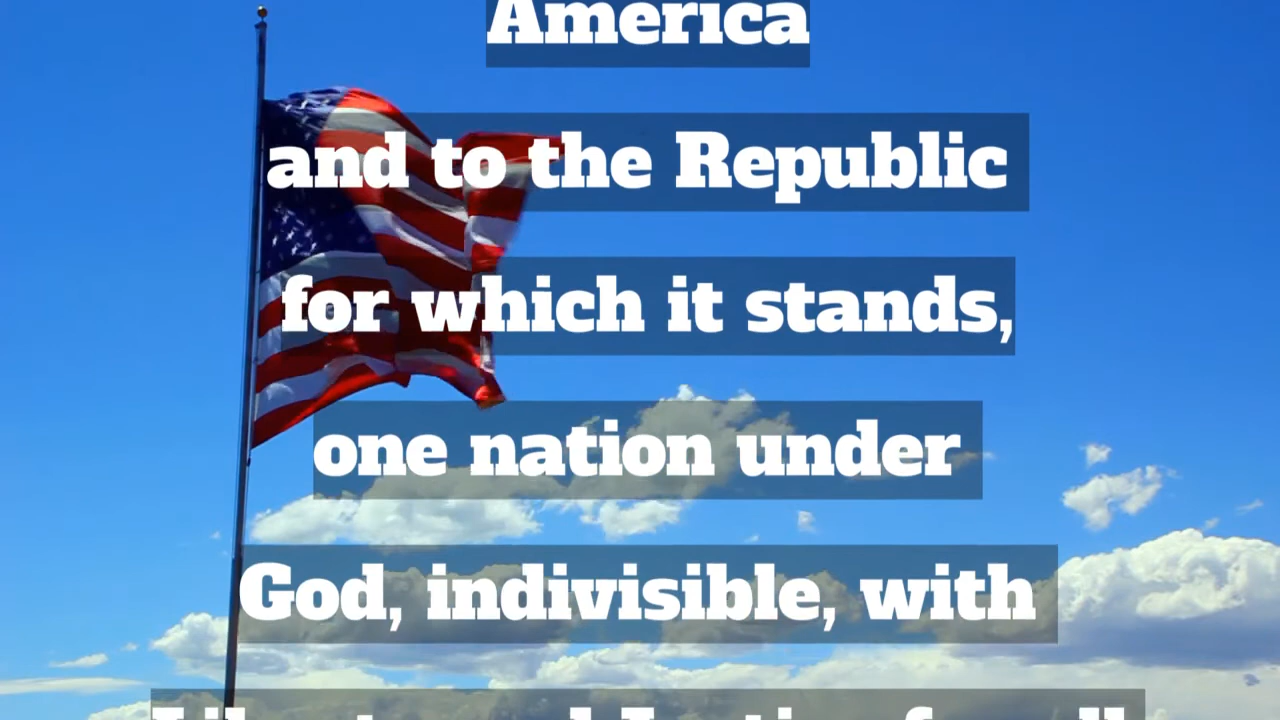 America
and to the Republic
for which it stands,
one nation under
God, indivisible, with